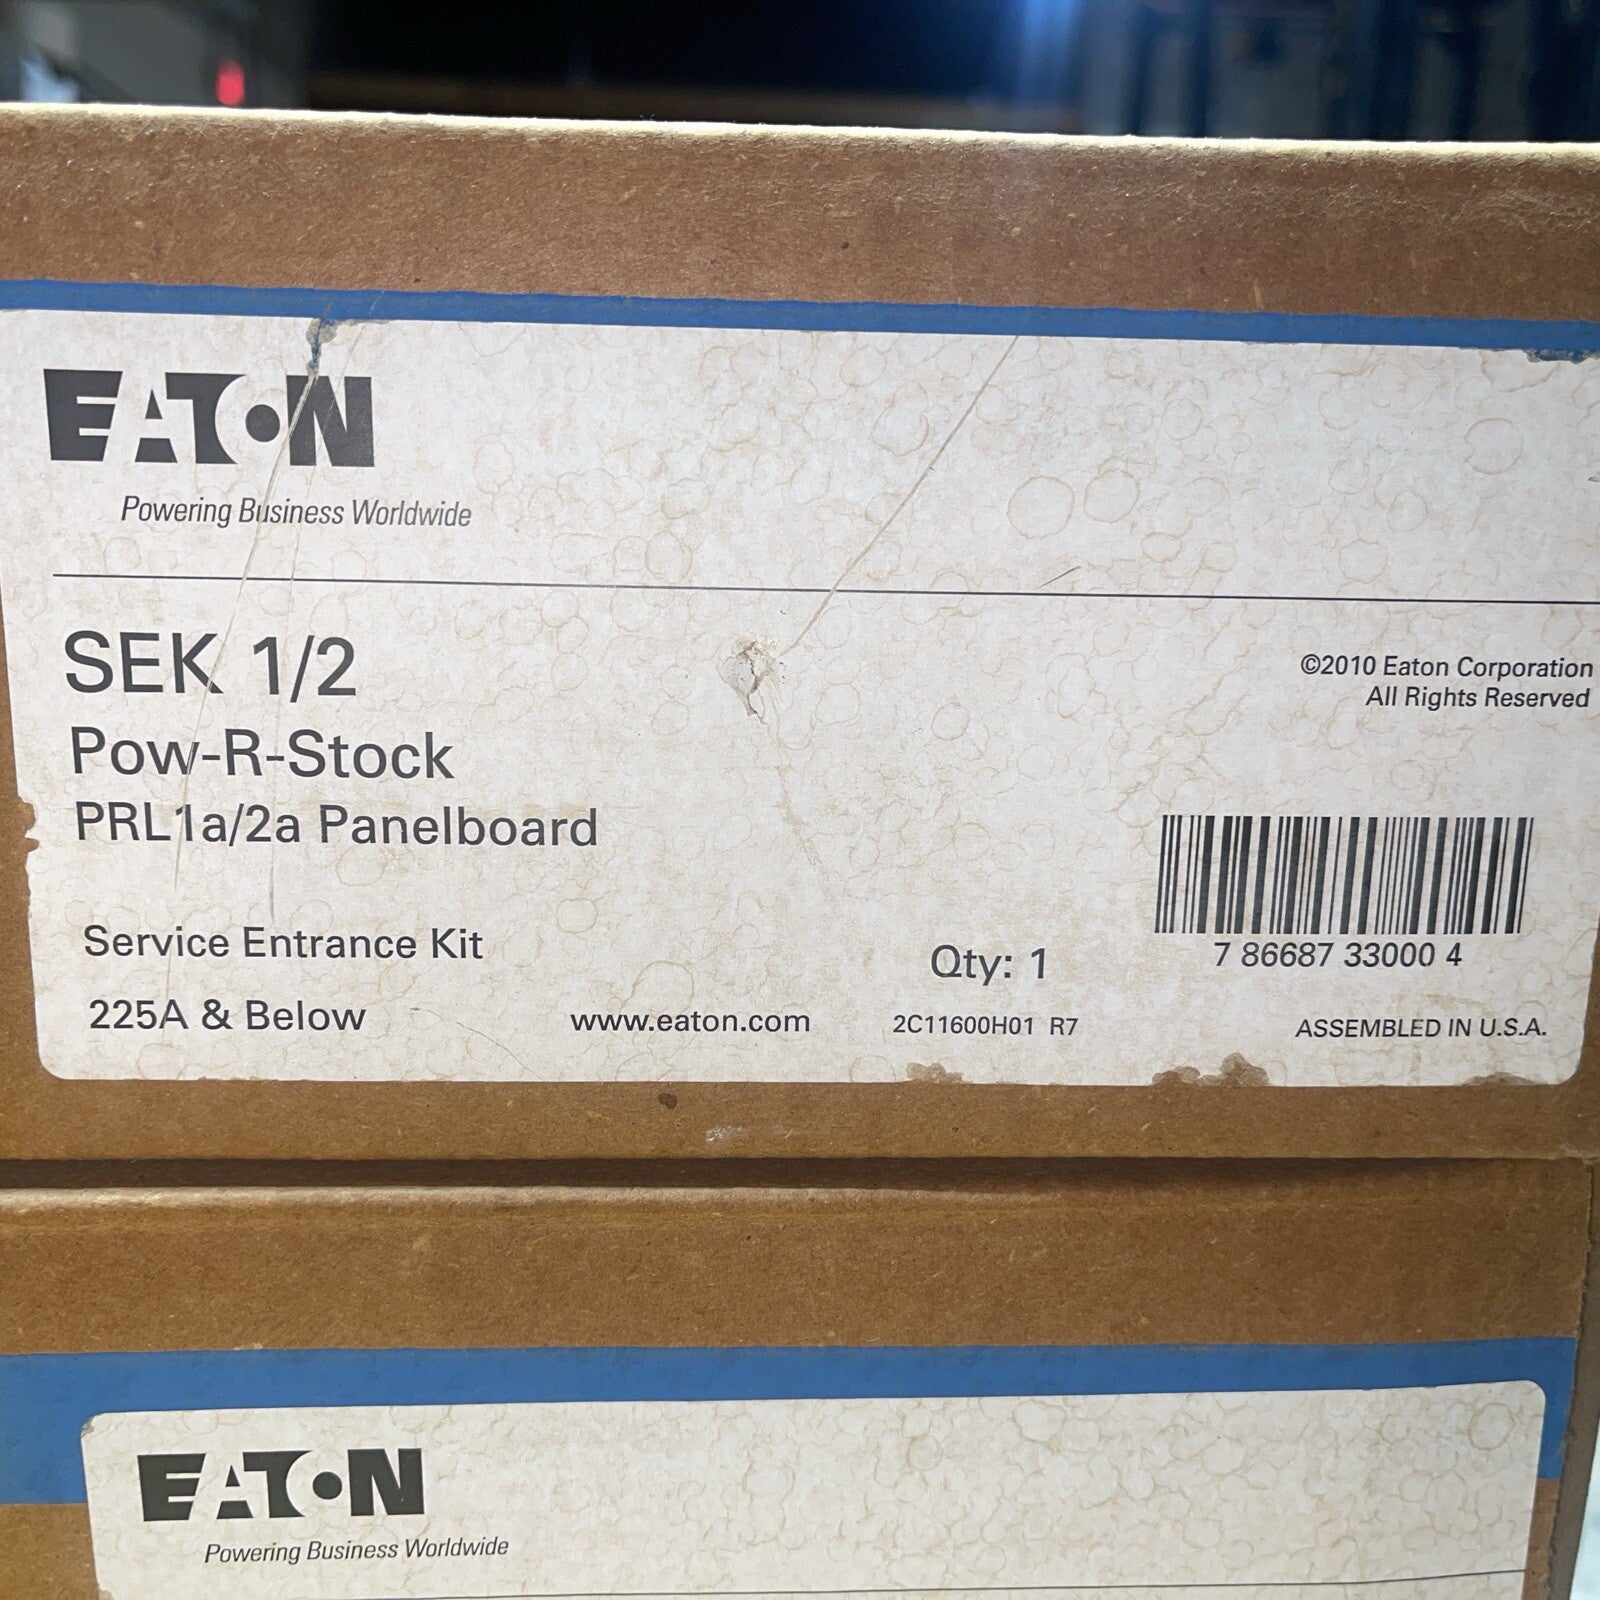 EATON
Powering Business Worldwide
SEK 1/2
©2010 Eaton Corporation
All Rights Reserved
Pow-R-Stock
PRL1a/2a Panelboard
Service Entrance Kit
Qty: 1
7 86687 33000 4
225A & Below
www.eaton.com
2C11600H01 R7
ASSEMBLED IN U.S.A.
EATON
Powering Business Worldwide